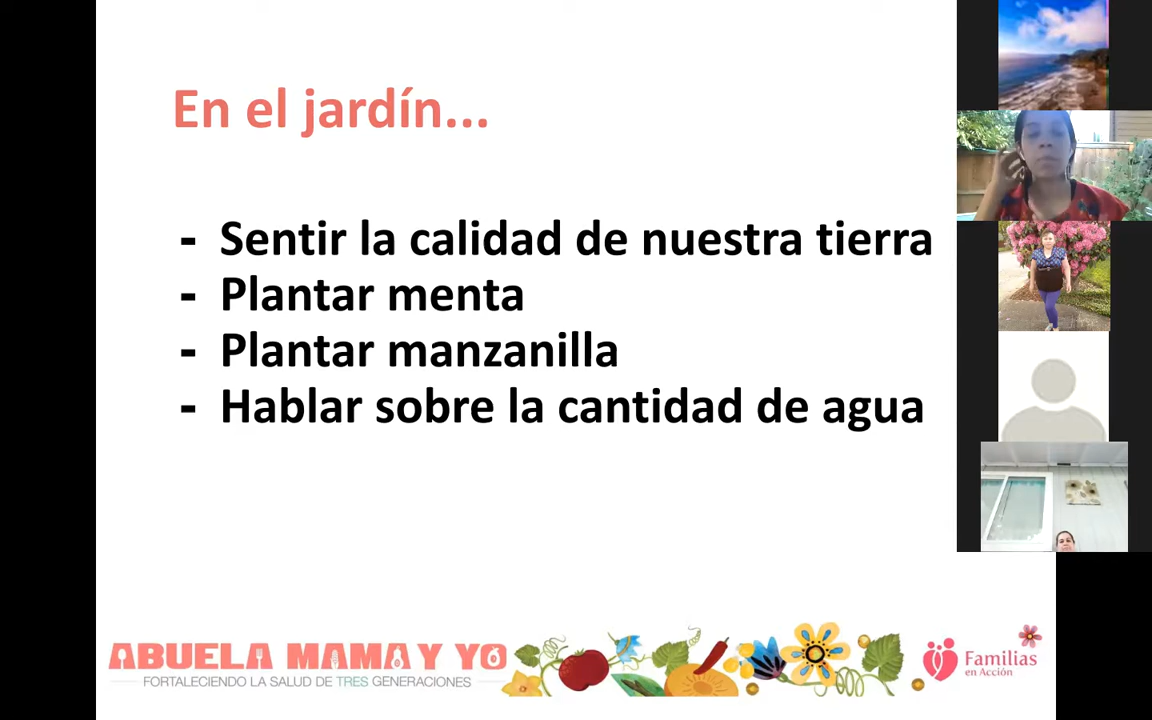 En el jardín...
- Sentir la calidad de nuestra tierra
- Plantar menta
- Plantar manzanilla
- Hablar sobre la cantidad de agua
ABUELA MAMA Y YO
FORTALECIENDO LA SALUD DE TRES GENERACIONES
Familias
en Acción